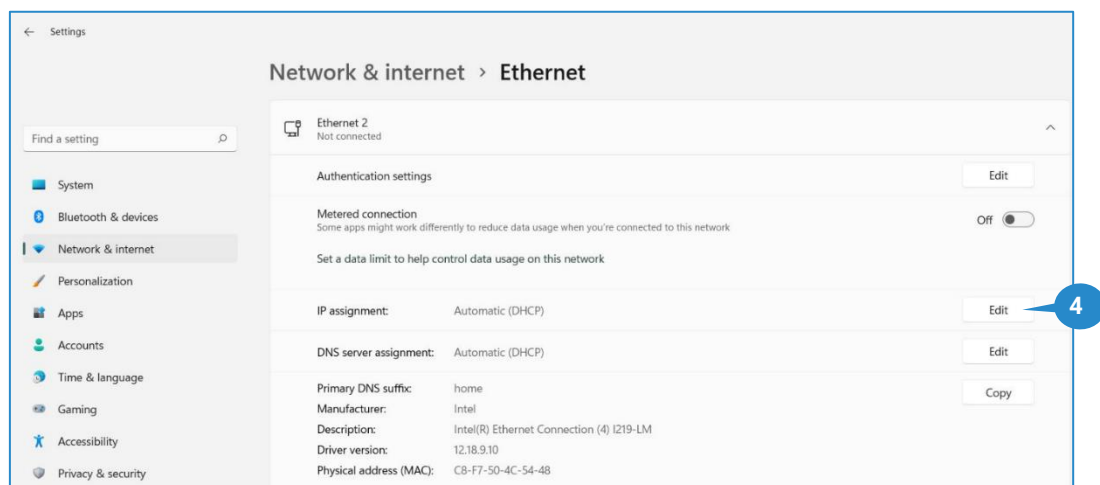 Settings
Network & internet > Ethernet
Find a setting
System
Bluetooth & devices
Network & internet
Personalization
Apps
Accounts
Time & language
Gaming
Accessibility
Privacy & security
Ethernet 2
Not connected
Authentication settings Edit
Metered connection Off
Some apps might work differently to reduce data usage when you're connected to this network
Set a data limit to help control data usage on this network
IP assignment: Automatic (DHCP) Edit 4
DNS server assignment: Automatic (DHCP) Edit
Primary DNS suffix: home Copy
Manufacturer: Intel
Description: Intel(R) Ethernet Connection (4) I219-LM
Driver version: 12.18.9.10
Physical address (MAC): C8-F7-50-4C-54-48